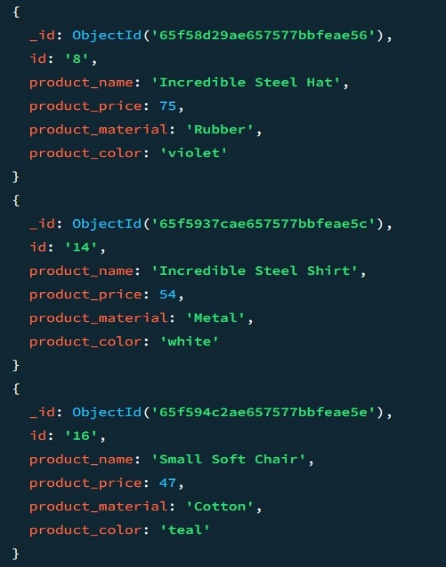 {
_id: ObjectId('65f58d29ae657577bbfeae56'),
id: '8',
product_name: 'Incredible Steel Hat',
product_price: 75,
product_material: 'Rubber',
product_color: 'violet'
}
{
_id: ObjectId('65f5937cae657577bbfeae5c'),
id: '14',
product_name: 'Incredible Steel Shirt',
product_price: 54,
product_material: 'Metal',
product_color: 'white'
}
{
_id: ObjectId('65f594c2ae657577bbfeae5e'),
id: '16',
product_name: 'Small Soft Chair',
product_price: 47,
product_material: 'Cotton',
product_color: 'teal'
}